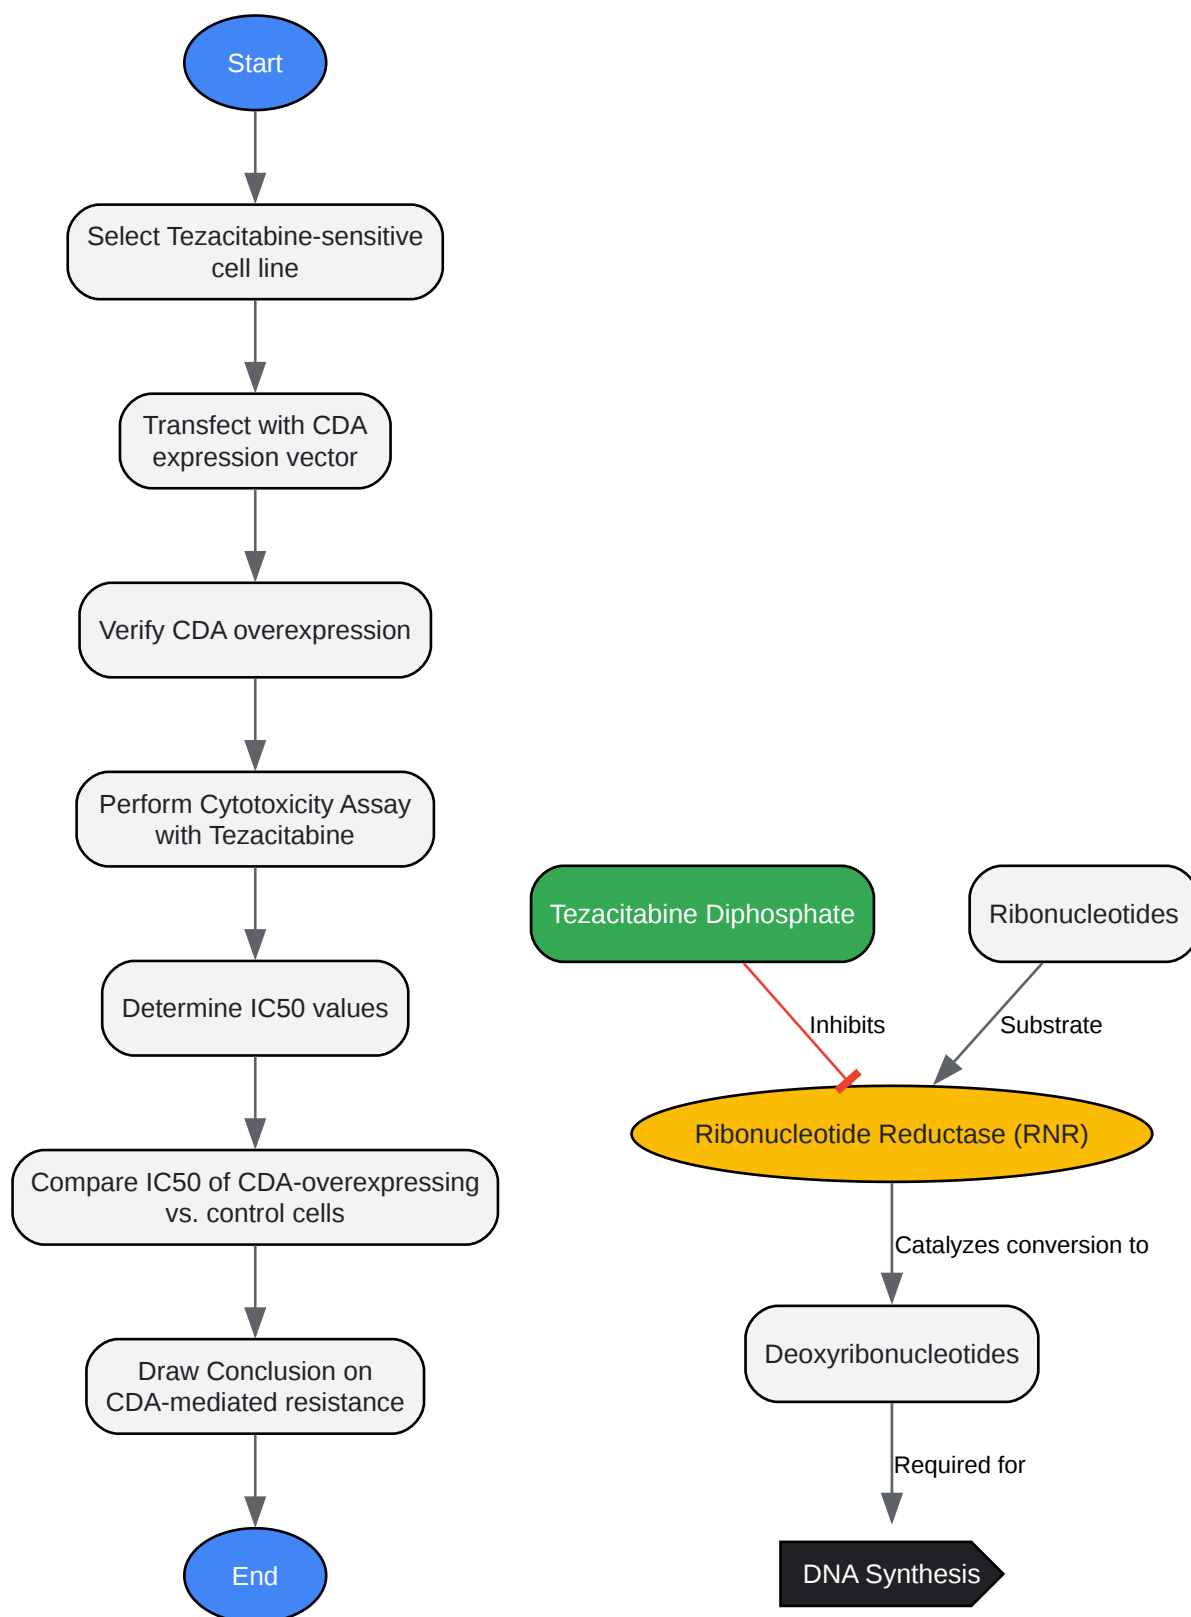 Start
Select Tezacitabine-sensitive
cell line
Transfect with CDA
expression vector
Verify CDA overexpression
Perform Cytotoxicity Assay
with Tezacitabine
Determine IC50 values
Compare IC50 of CDA-overexpressing
vs. control cells
Draw Conclusion on
CDA-mediated resistance
End
Tezacitabine Diphosphate
Ribonucleotides
Inhibits
Substrate
Ribonucleotide Reductase (RNR)
Catalyzes conversion to
Deoxyribonucleotides
Required for
DNA Synthesis